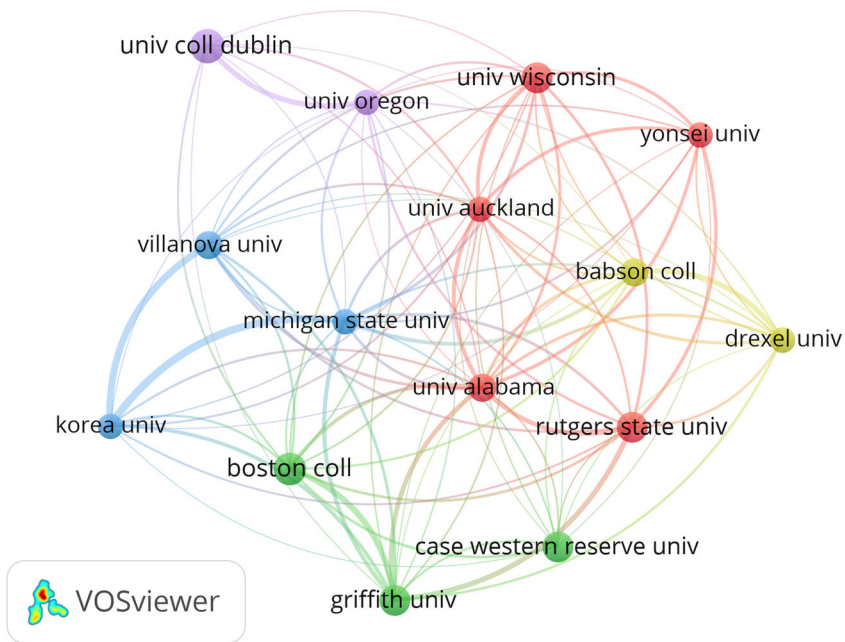 univ coll dublin
univ wisconsin
univ oregon
yonsei univ
univ auckland
villanova univ
babson coll
michigan state univ
drexel univ
univ alabama
korea univ
rutgers state univ
boston coll
case western reserve univ
griffith univ
VOSviewer